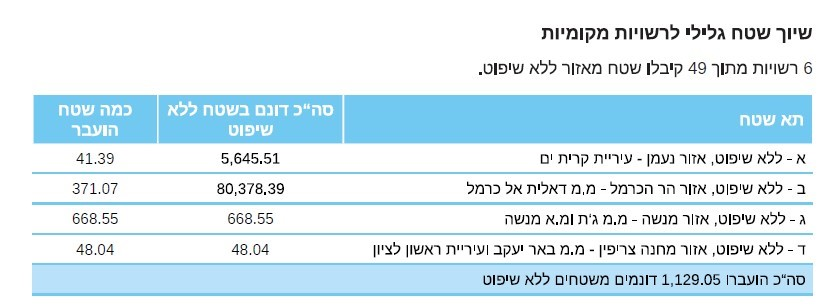 שיוך שטח גלילי לרשויות מקומיות
6 רשויות מתוך 49 קיבלו שטח מאזור ללא שיפוט.
תא שטח סה"כ דונם בשטח ללא שיפוט כמה שטח הועבר
א - ללא שיפוט, אזור נעמן - עיריית קרית ים 5,645.51 41.39
ב - ללא שיפוט, אזור הר הכרמל - מ.מ דאלית אל כרמל 80,378.39 371.07
ג - ללא שיפוט, אזור מנשה - מ.מ ג'ת ומ.א מנשה 668.55 668.55
ד - ללא שיפוט, אזור מחנה צריפין - מ.מ באר יעקב ועיריית ראשון לציון 48.04 48.04
סה"כ הועברו 1,129.05 דונמים משטחים ללא שיפוט